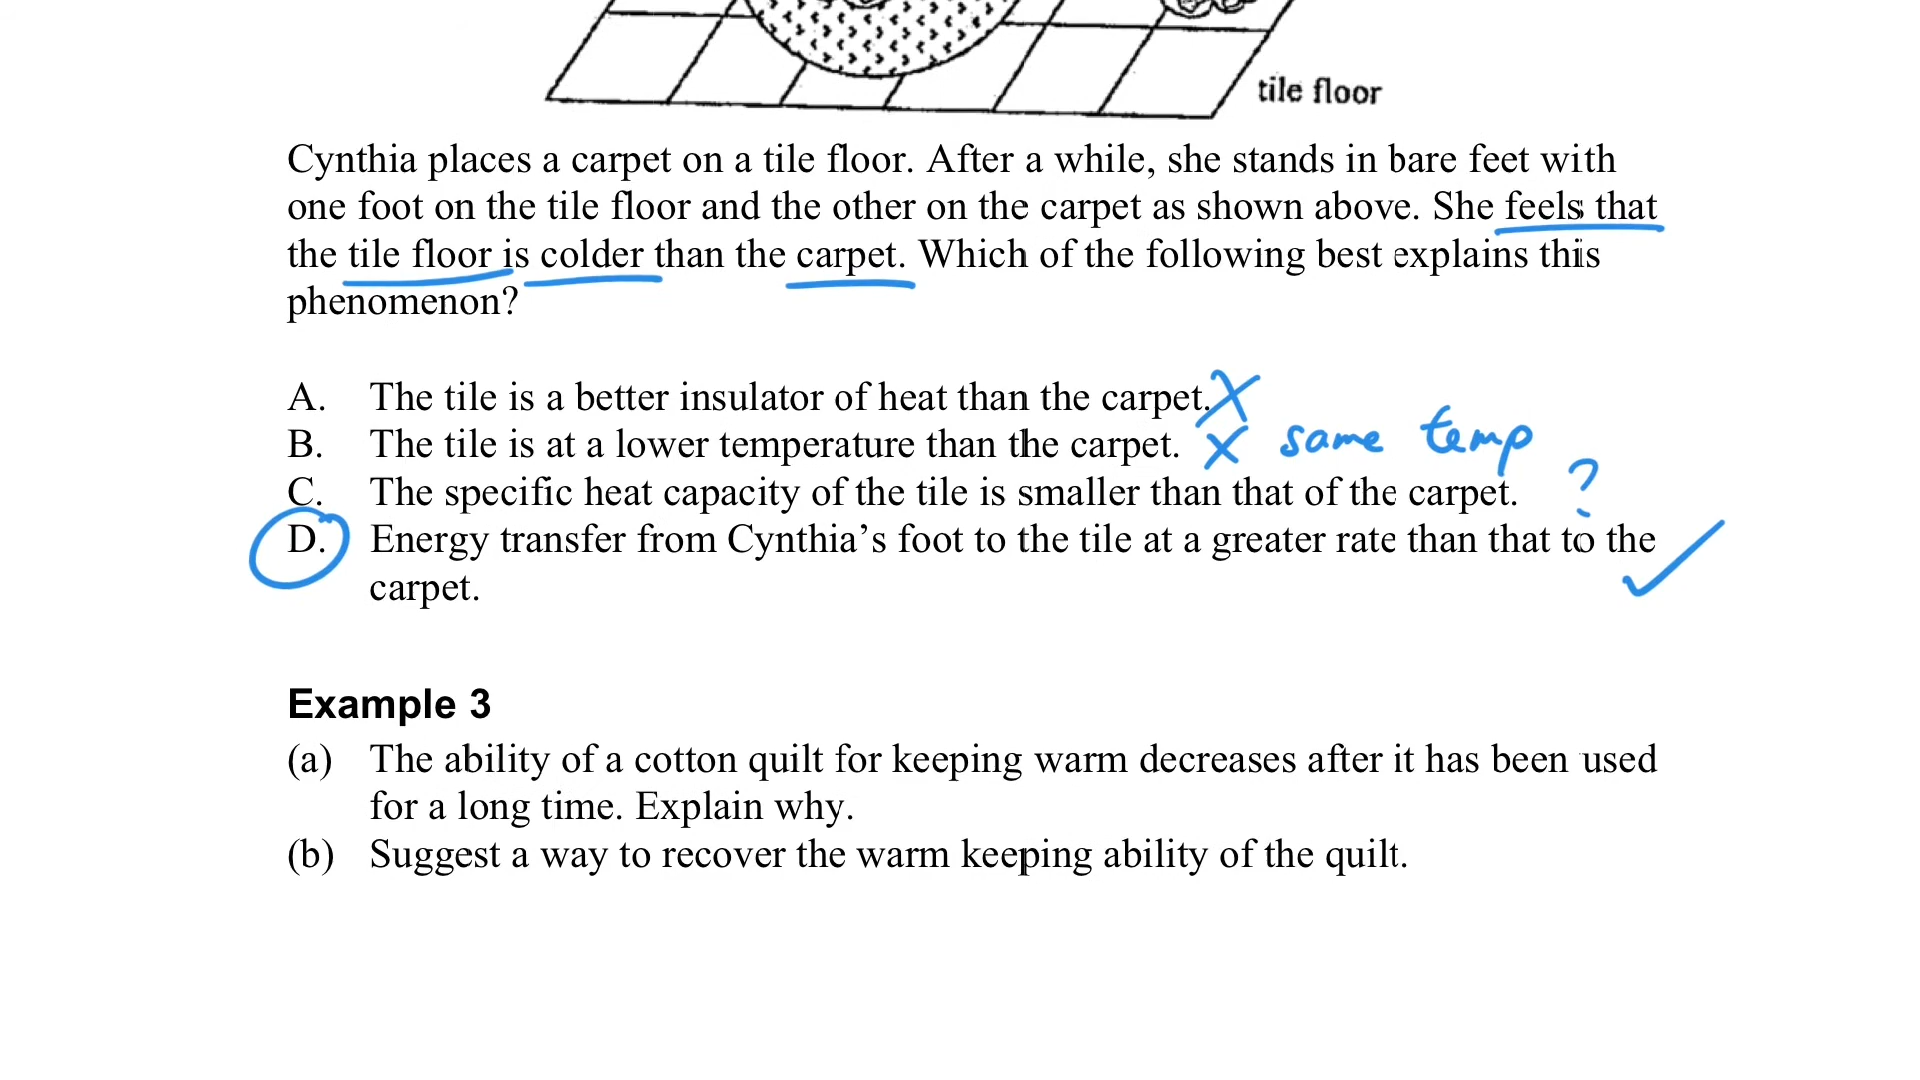 tile floor
Cynthia places a carpet on a tile floor. After a while, she stands in bare feet with
one foot on the tile floor and the other on the carpet as shown above. She feels that
the tile floor is colder than the carpet. Which of the following best explains this
phenomenon?
A. The tile is a better insulator of heat than the carpet. X
B. The tile is at a lower temperature than the carpet. X same temp
C. The specific heat capacity of the tile is smaller than that of the carpet. ?
D. Energy transfer from Cynthia’s foot to the tile at a greater rate than that to the ✓
carpet.
Example 3
(a) The ability of a cotton quilt for keeping warm decreases after it has been used
for a long time. Explain why.
(b) Suggest a way to recover the warm keeping ability of the quilt.